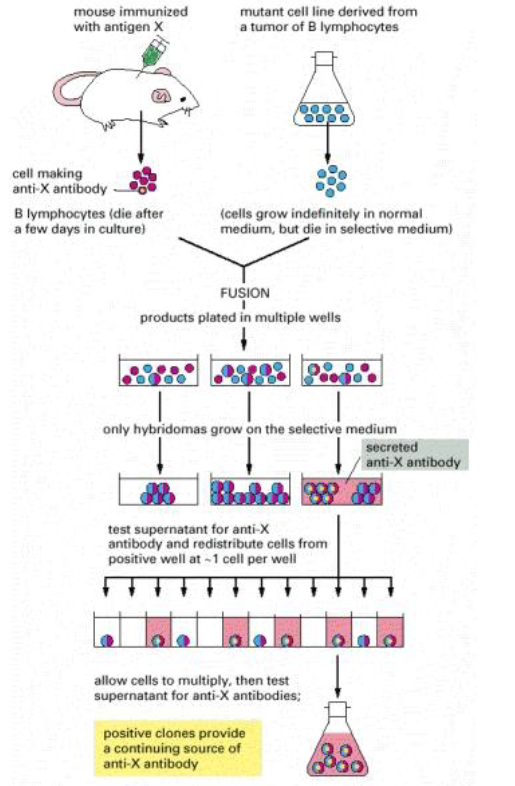 mouse immunized
with antigen X
mutant cell line derived from
a tumor of B lymphocytes
cell making
anti-X antibody
B lymphocytes (die after
a few days in culture)
(cells grow indefinitely in normal
medium, but die in selective medium)
FUSION
products plated in multiple wells
only hybridomas grow on the selective medium
secreted
anti-X antibody
test supernatant for anti-X
antibody and redistribute cells from
positive well at ~1 cell per well
allow cells to multiply, then test
supernatant for anti-X antibodies;
positive clones provide
a continuing source of
anti-X antibody